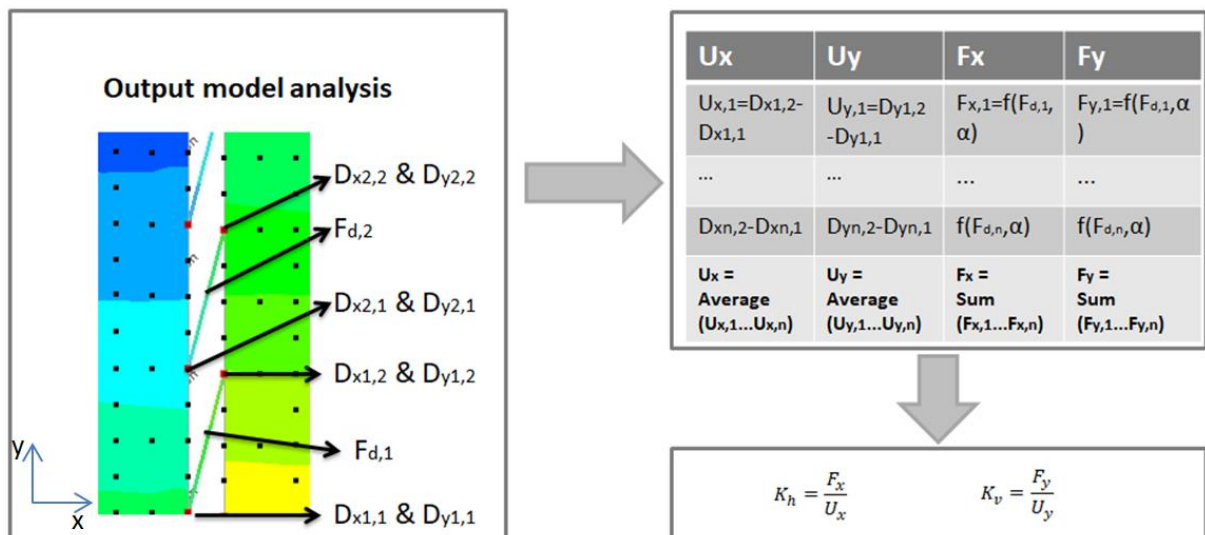 Output model analysis
Dx2,2 & Dy2,2
Fd,2
Dx2,1 & Dy2,1
Dx1,2 & Dy1,2
Fd,1
Dx1,1 & Dy1,1
y
x
Ux Uy Fx Fy
Ux,1=Dx1,2-
Dx1,1
Uy,1=Dy1,2
-Dy1,1
Fx,1=f(Fd,1,
α)
Fy,1=f(Fd,1,α
)
... ... ... ...
Dxn,2-Dxn,1 Dyn,2-Dyn,1 f(Fd,n,α) f(Fd,n,α)
Ux =
Average
(Ux,1...Ux,n)
Uy =
Average
(Uy,1...Uy,n)
Fx =
Sum
(Fx,1...Fx,n)
Fy =
Sum
(Fy,1...Fy,n)
Kh = Fx/Ux
Kv = Fy/Uy